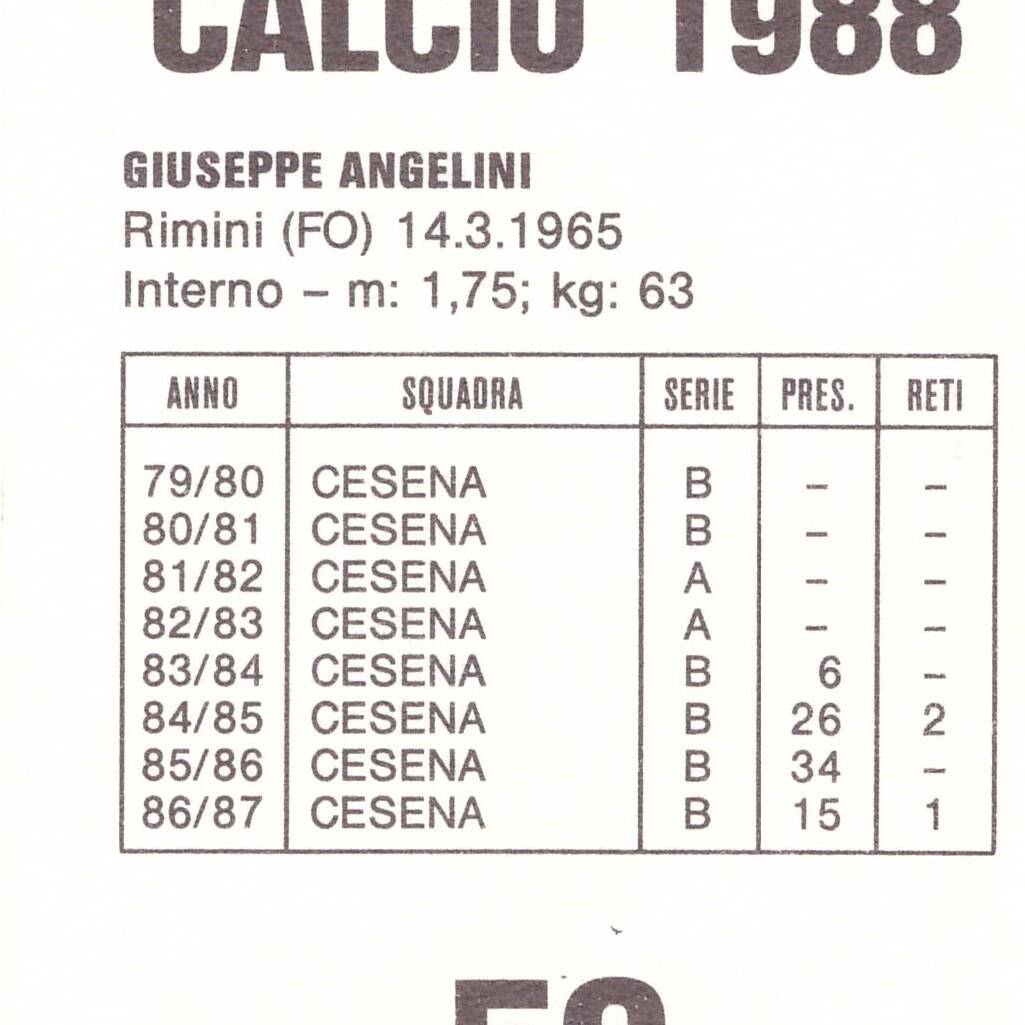 CALCIO 1988
GIUSEPPE ANGELINI
Rimini (FO) 14.3.1965
Interno – m: 1,75; kg: 63
ANNO SQUADRA SERIE PRES. RETI
79/80 CESENA B – –
80/81 CESENA B – –
81/82 CESENA A – –
82/83 CESENA A – –
83/84 CESENA B 6 –
84/85 CESENA B 26 2
85/86 CESENA B 34 –
86/87 CESENA B 15 1